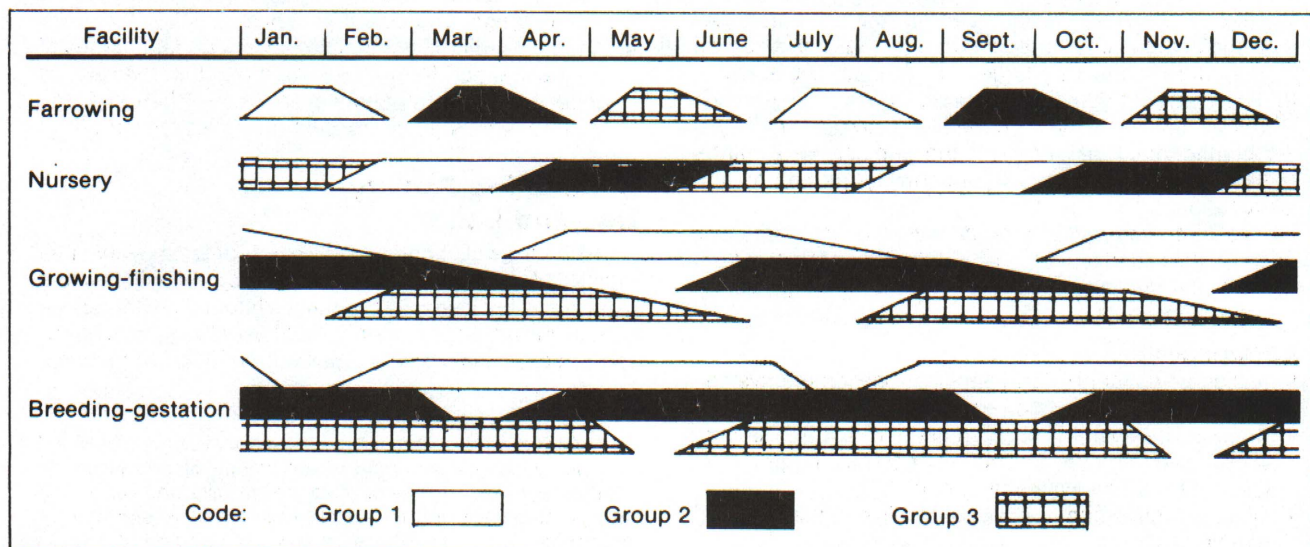 Facility Jan. Feb. Mar. Apr. May June July Aug. Sept. Oct. Nov. Dec.
Farrowing
Nursery
Growing-finishing
Breeding-gestation
Code: Group 1 Group 2 Group 3